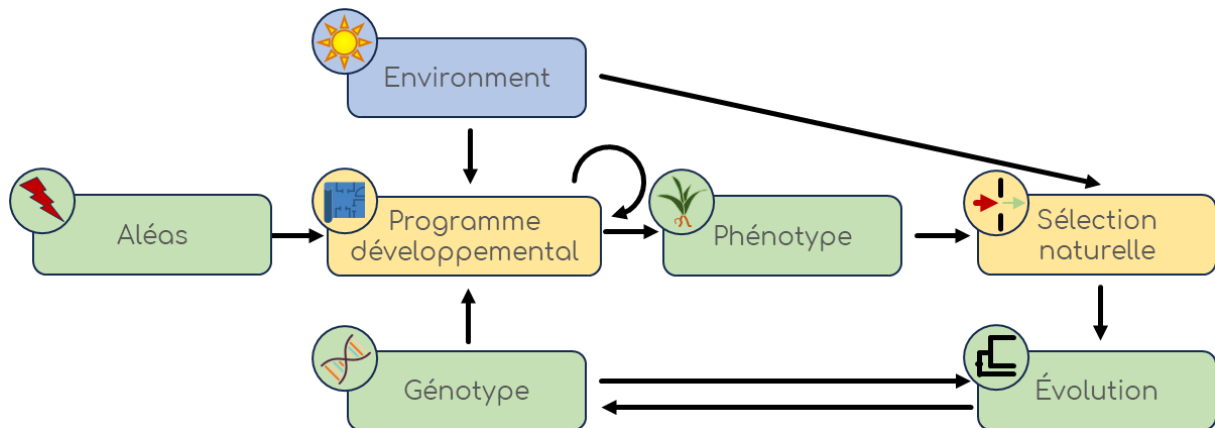 Environment
Aléas
Programme
développemental
Phénotype
Sélection
naturelle
Génotype
Évolution